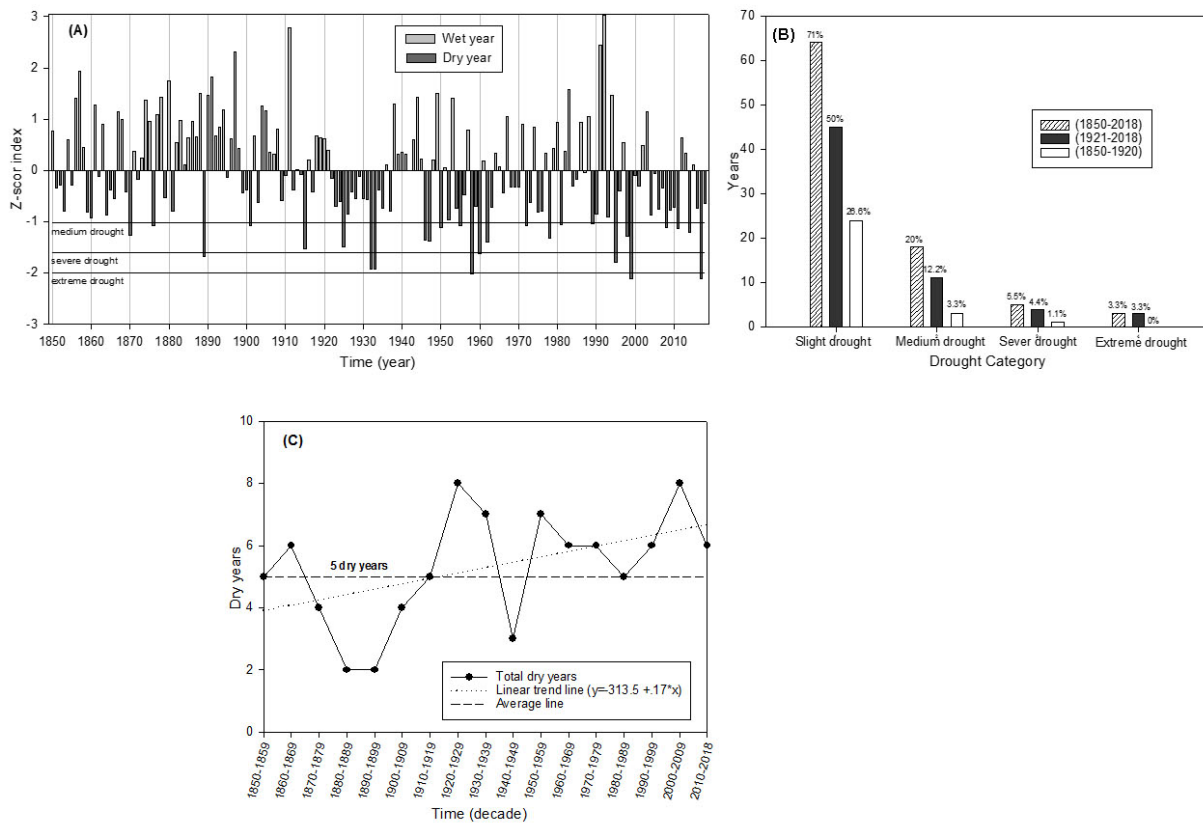 (A)
Wet year
Dry year
Z-scor index
3
2
1
0
-1
-2
-3
medium drought
severe drought
extreme drought
1850 1860 1870 1880 1890 1900 1910 1920 1930 1940 1950 1960 1970 1980 1990 2000 2010
Time (year)
(B)
Years
70
60
50
40
30
20
10
0
(1850-2018)
(1921-2018)
(1850-1920)
71%
50%
26.6%
20%
12.2%
3.3%
5.5%
4.4%
1.1%
3.3%
3.3%
0%
Slight drought Medium drought Sever drought Extreme drought
Drought Category
(C)
Dry years
10
8
6
4
2
0
5 dry years
Total dry years
Linear trend line (y=-313.5 +.17*x)
Average line
1850-1859
1860-1869
1870-1879
1880-1889
1890-1899
1900-1909
1910-1919
1920-1929
1930-1939
1940-1949
1950-1959
1960-1969
1970-1979
1980-1989
1990-1999
2000-2009
2010-2018
Time (decade)